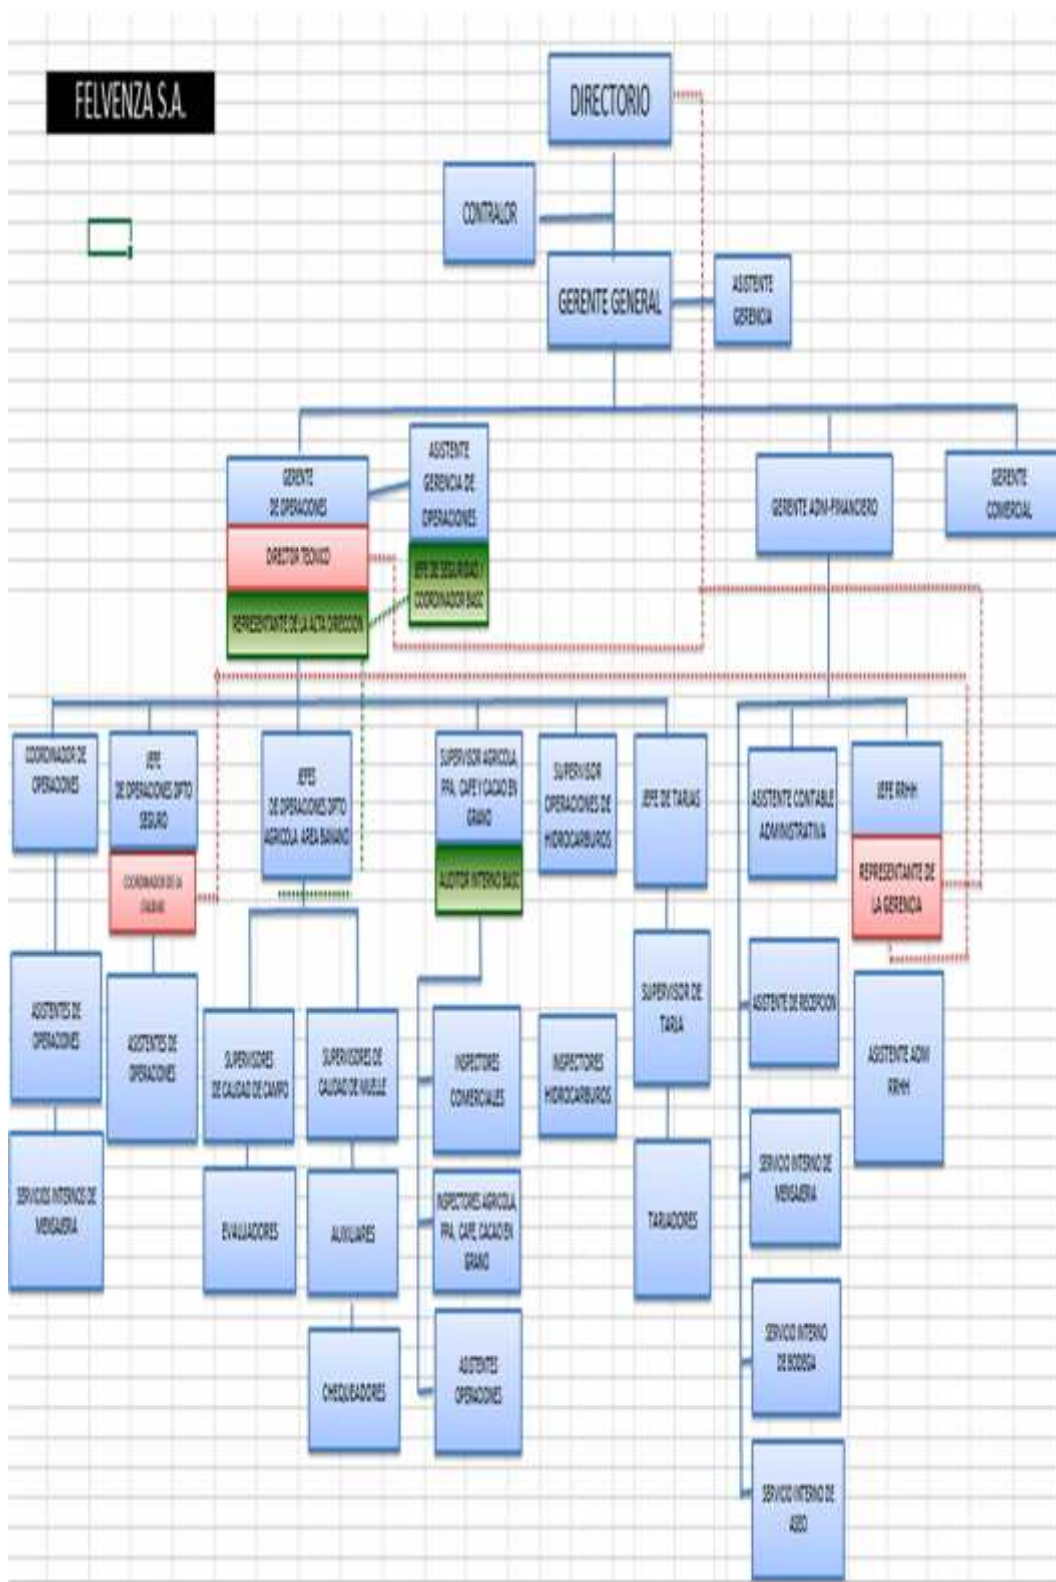 FELVENZA S.A.
DIRECTORIO
CONTRALOR
GERENTE GENERAL
ASISTENTE
GERENCIA
GERENTE
DE OPERACIONES
DIRECTOR TECNICO
REPRESENTANTE DE LA ALTA DIRECCION
ASISTENTE
GERENCIA DE
OPERACIONES
JEFE DE SEGURIDAD /
COORDINADOR BASC
GERENTE ADM-FINANCIERO
GERENTE
COMERCIAL
COORDINADOR DE
OPERACIONES
JEFE
DE OPERACIONES DPTO
SEGURO
COORDINADOR DE LA
CALIDAD
JEFES
DE OPERACIONES DPTO
AGRICOLA AREA BANANO
SUPERVISOR AGRICOLA,
PPA, CAFE Y CACAO EN
GRANO
AUDITOR INTERNO BASC
SUPERVISOR
OPERACIONES DE
HIDROCARBUROS
JEFE DE TARJAS
ASISTENTE CONTABLE
ADMINISTRATIVA
JEFE RRHH
REPRESENTANTE DE
LA GERENCIA
ASISTENTES DE
OPERACIONES
ASISTENTES DE
OPERACIONES
SUPERVISORES
DE CALIDAD DE CAMPO
SUPERVISORES DE
CALIDAD DE MUELLE
INSPECTORES
COMERCIALES
INSPECTORES
HIDROCARBUROS
SUPERVISOR DE
TARJA
ASISTENTE DE RECEPCION
ASISTENTE ADM
RRHH
SERVICIOS INTERNOS DE
MENSAJERIA
EVALUADORES
AUXILIARES
INSPECTORES AGRICOLA,
PPA, CAFE, CACAO EN
GRANO
TARJADORES
SERVICIO INTERNO DE
MENSAJERIA
CHEQUEADORES
ASISTENTES
OPERACIONES
SERVICIO INTERNO
DE BODEGA
SERVICIO INTERNO DE
ASEO